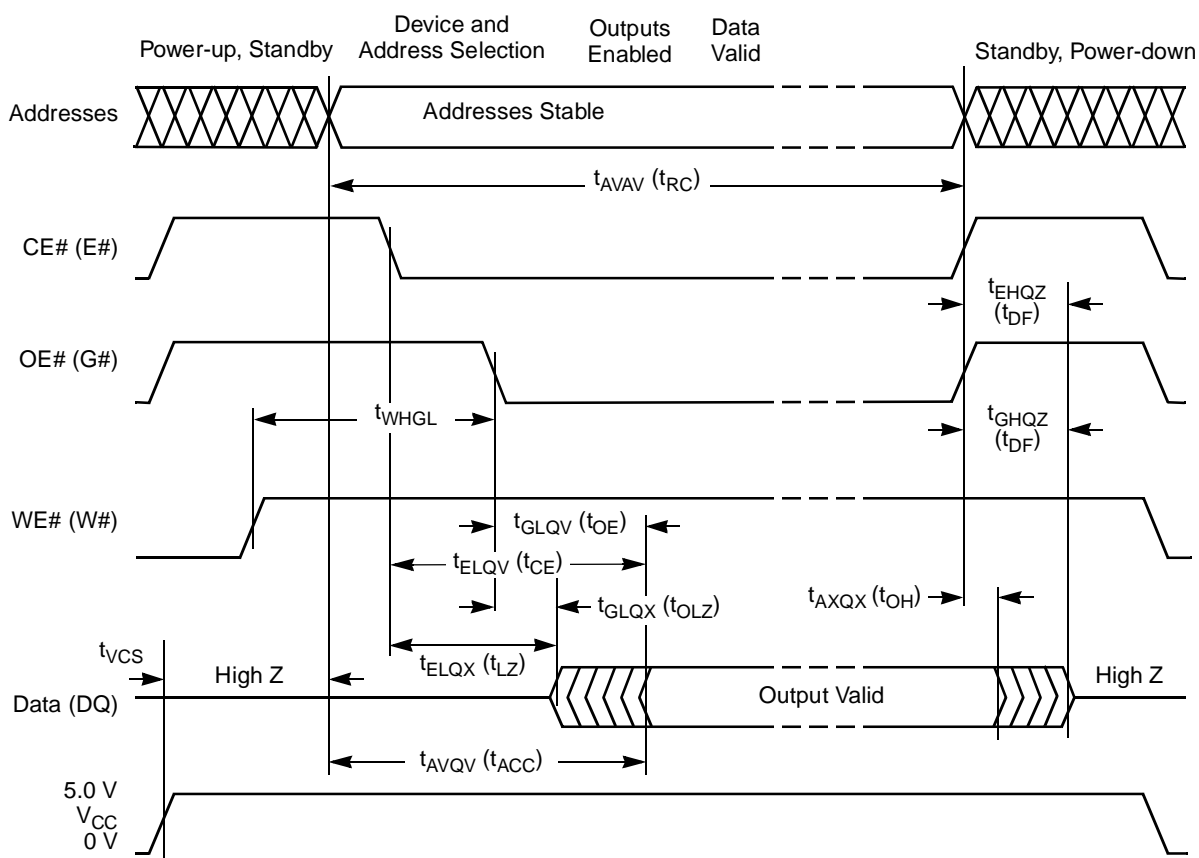 Power-up, Standby
Device and
Address Selection
Outputs
Enabled
Data
Valid
Standby, Power-down
Addresses
Addresses Stable
tAVAV (tRC)
CE# (E#)
tEHQZ
(tDF)
OE# (G#)
tWHGL
tGHQZ
(tDF)
WE# (W#)
tGLQV (tOE)
tELQV (tCE)
tGLQX (tOLZ)
tAXQX (tOH)
tVCS
tELQX (tLZ)
High Z
Output Valid
High Z
Data (DQ)
tAVQV (tACC)
5.0 V
VCC
0 V